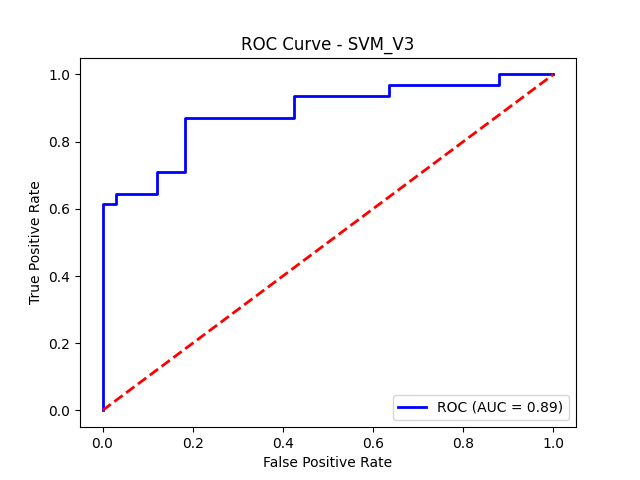 ROC Curve - SVM_V3
True Positive Rate
1.0
0.8
0.6
0.4
0.2
0.0
ROC (AUC = 0.89)
0.0 0.2 0.4 0.6 0.8 1.0
False Positive Rate